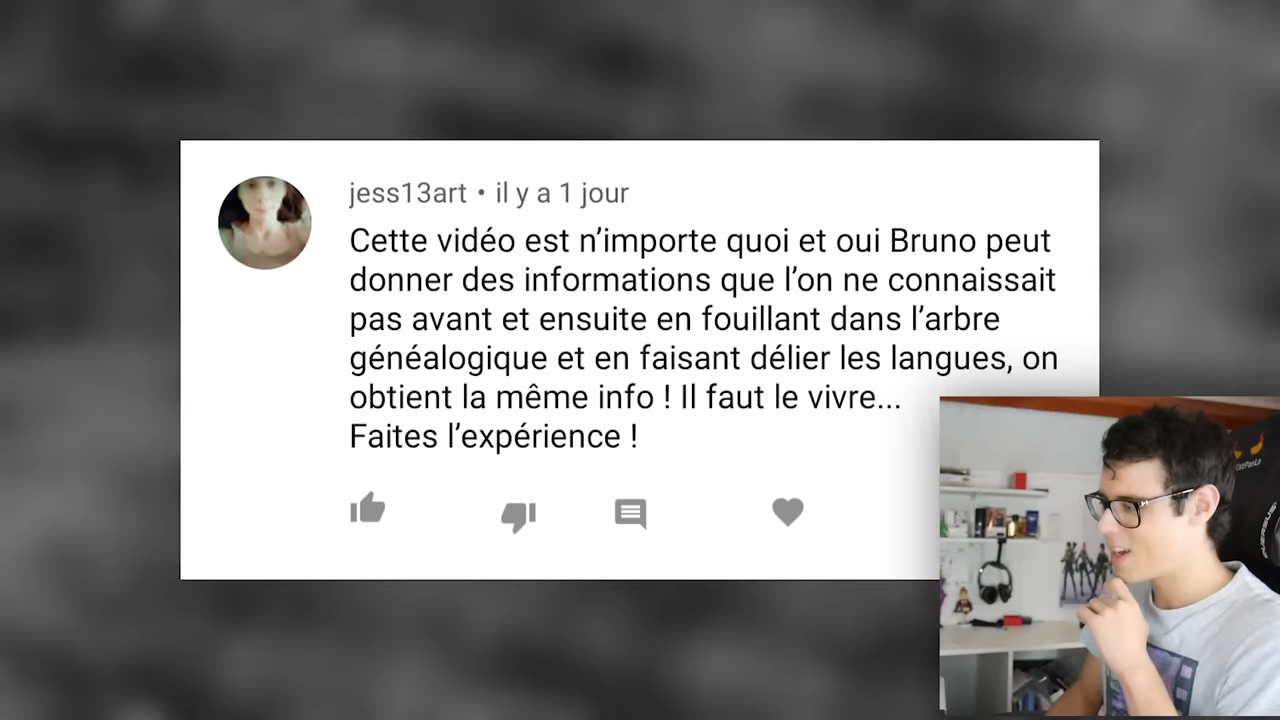 jess13art • il y a 1 jour
Cette vidéo est n’importe quoi et oui Bruno peut
donner des informations que l’on ne connaissait
pas avant et ensuite en fouillant dans l’arbre
généalogique et en faisant délier les langues, on
obtient la même info ! Il faut le vivre...
Faites l’expérience !